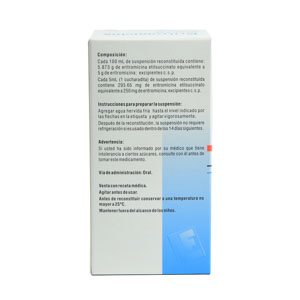 Composición:
Cada 100 mL de suspensión reconstituida contiene:
5,873 g de eritromicina etilsuccinato equivalente a
5 g de eritromicina; excipientes c.s.p.
Cada 5mL (1 cucharadita) de suspensión reconstituida
contiene 293.65 mg de eritromicina etilsuccinato
equivalente a 250 mg de eritromicina, excipientes c.s.p.
Instrucciones para preparar la suspensión:
Agregar agua hervida fría hasta el nivel indicado por
las flechas en la etiqueta y agitar vigorosamente.
Después de la reconstitución, la suspensión no requiere
refrigeración si es usado dentro de los 14 días siguientes.
Advertencia:
Si usted ha sido informado por su médico que tiene
intolerancia a ciertos azúcares, consulte con él antes de
tomar este medicamento.
Vía de administración: Oral.
Venta con receta médica.
Agitar antes de usar.
Antes de reconstituir conservar a una temperatura no
mayor a 25°C.
Mantener fuera del alcance de los niños.